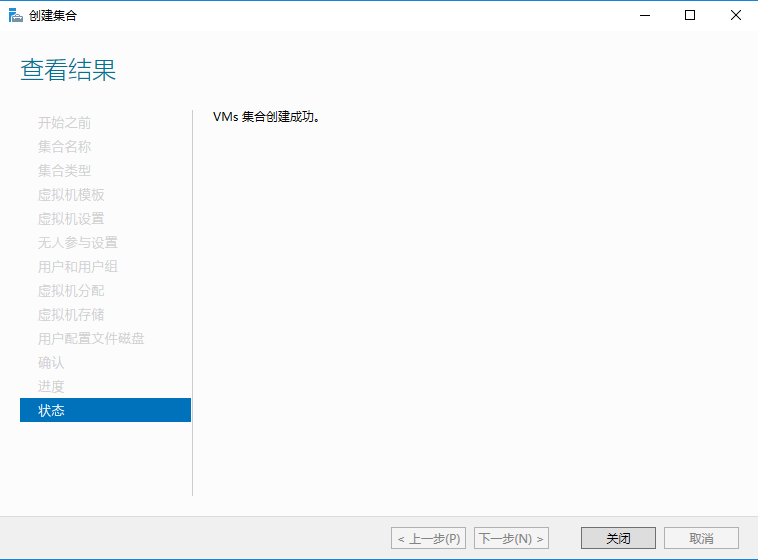 创建集合
查看结果
开始之前
集合名称
集合类型
虚拟机模板
虚拟机设置
无人参与设置
用户和用户组
虚拟机分配
虚拟机存储
用户配置文件磁盘
确认
进度
状态
VMs 集合创建成功。
< 上一步(P)
下一步(N) >
关闭
取消